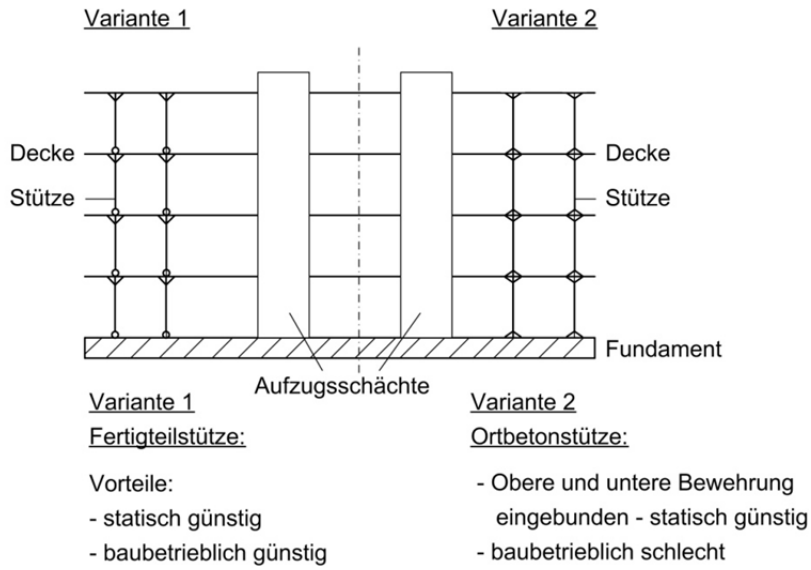 Variante 1
Variante 2
Decke
Decke
Stütze
Stütze
Fundament
Aufzugsschächte
Variante 1
Fertigteilstütze:
Vorteile:
- statisch günstig
- baubetrieblich günstig
Variante 2
Ortbetonstütze:
- Obere und untere Bewehrung
eingebunden - statisch günstig
- baubetrieblich schlecht